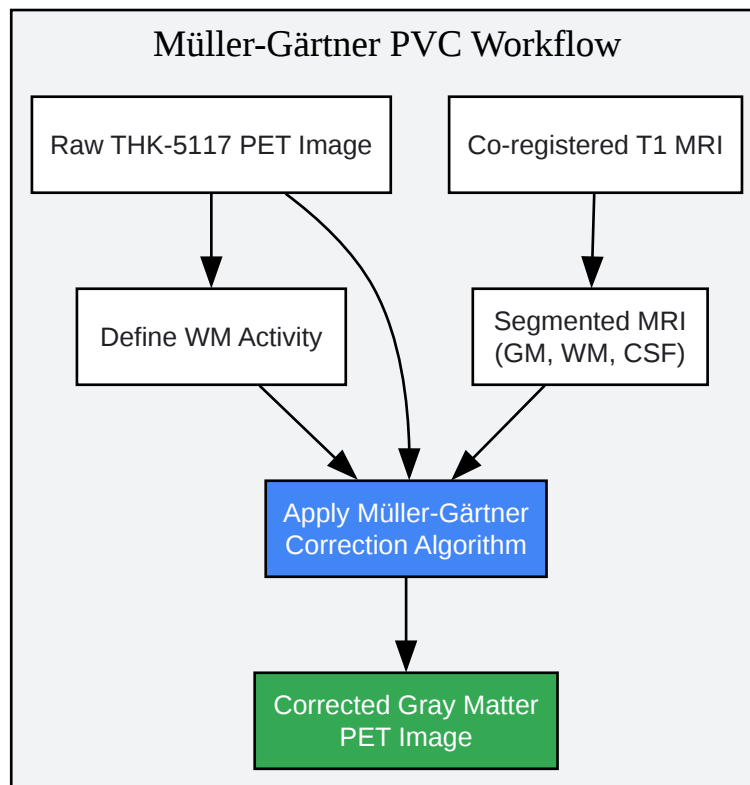 Müller-Gärtner PVC Workflow
Raw THK-5117 PET Image
Co-registered T1 MRI
Define WM Activity
Segmented MRI
(GM, WM, CSF)
Apply Müller-Gärtner
Correction Algorithm
Corrected Gray Matter
PET Image